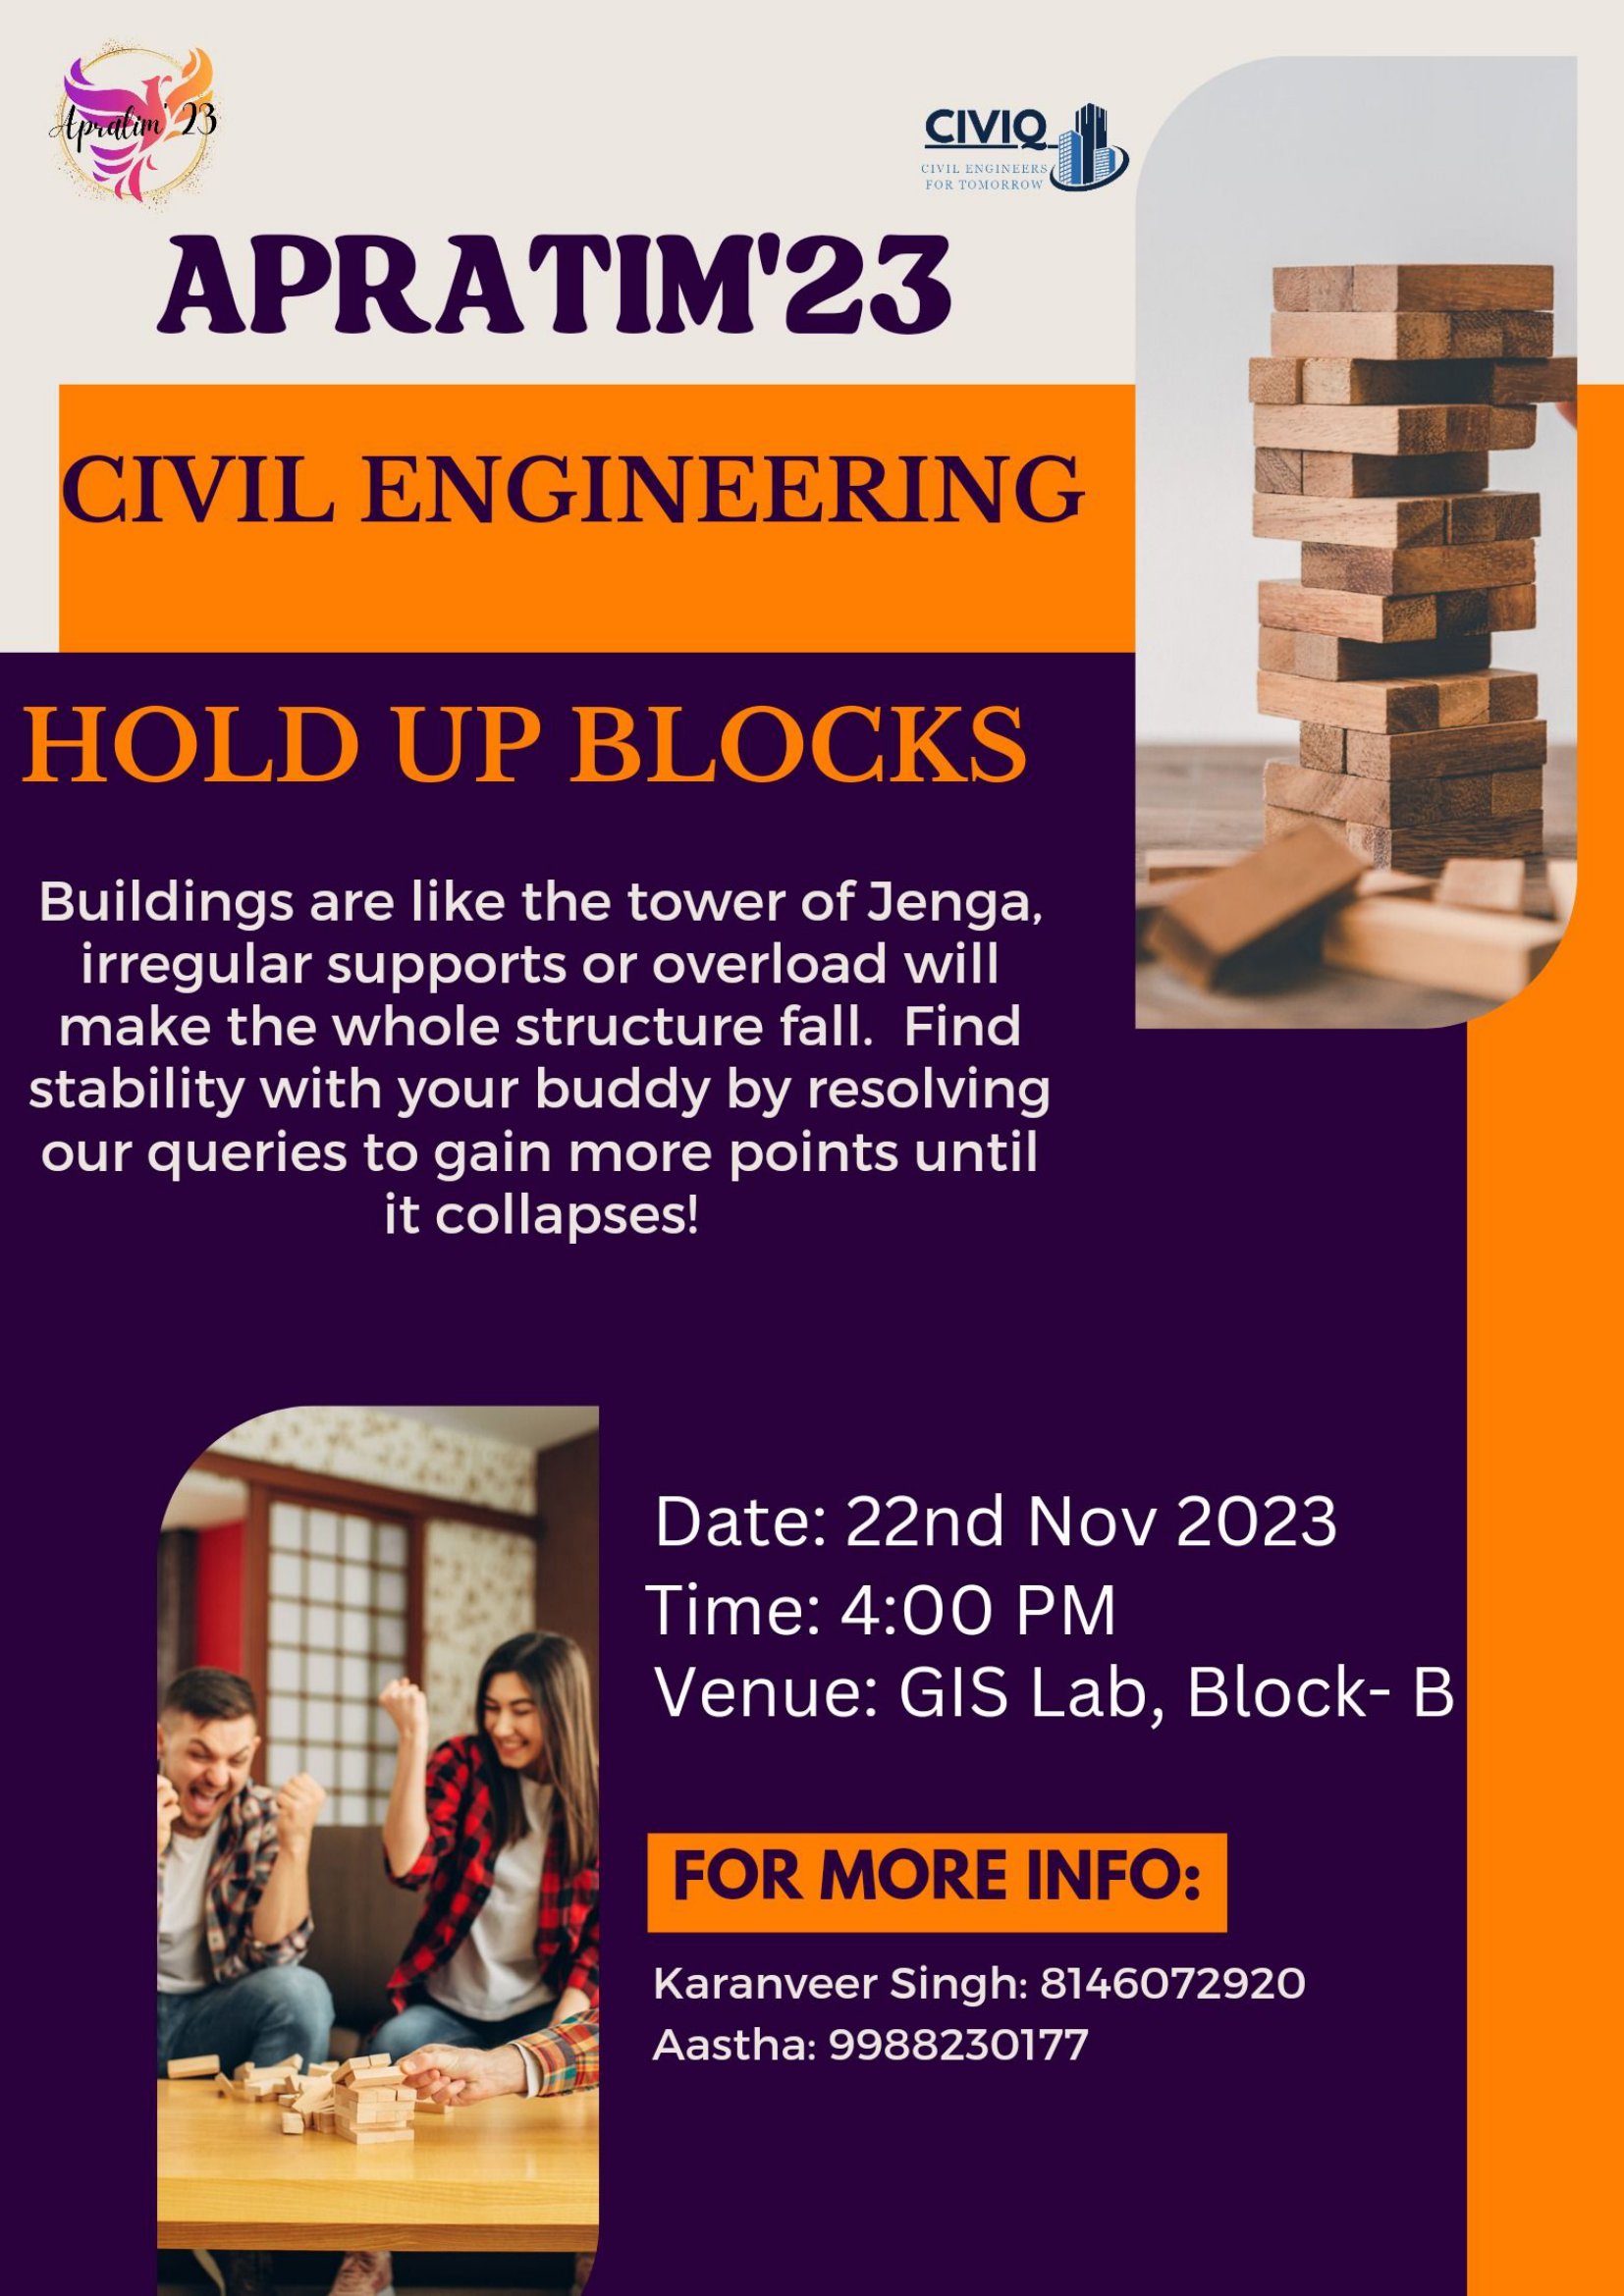 Apratim'23
CIVIQ
CIVIL ENGINEERS
FOR TOMORROW
APRATIM'23
CIVIL ENGINEERING
HOLD UP BLOCKS
Buildings are like the tower of Jenga,
irregular supports or overload will
make the whole structure fall.  Find
stability with your buddy by resolving
our queries to gain more points until
it collapses!
Date: 22nd Nov 2023
Time: 4:00 PM
Venue: GIS Lab, Block- B
FOR MORE INFO:
Karanveer Singh: 8146072920
Aastha: 9988230177